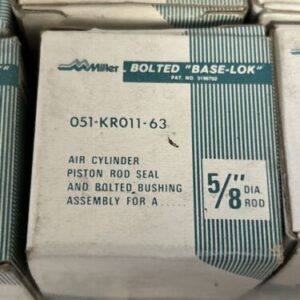 Miller BOLTED "BASE-LOK"
PAT. NO. 3196792
051-KR011-63
AIR CYLINDER
PISTON ROD SEAL
AND BOLTED BUSHING
ASSEMBLY FOR A .....
5/8" DIA.
ROD